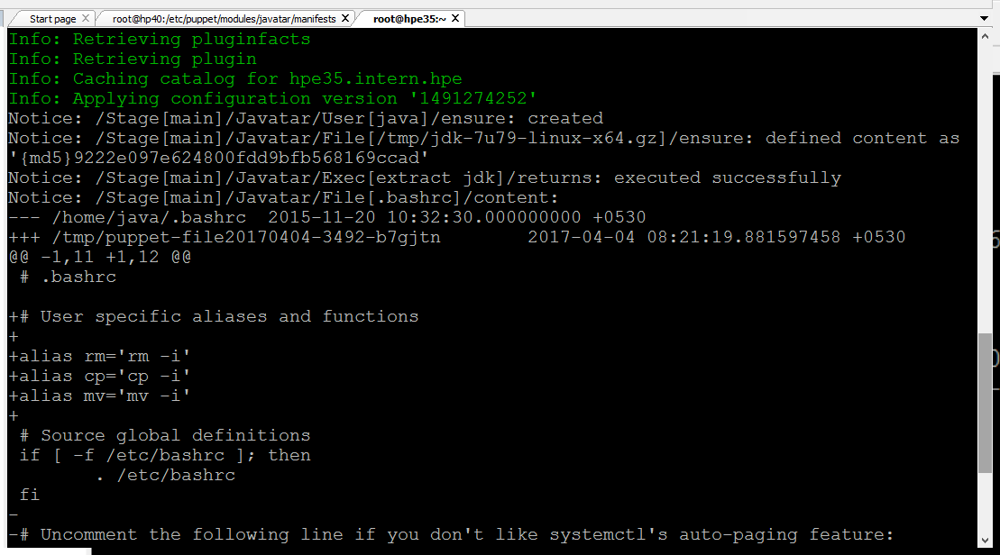 Start page
root@hp40:/etc/puppet/modules/javatar/manifests
root@hpe35:~
Info: Retrieving pluginfacts
Info: Retrieving plugin
Info: Caching catalog for hpe35.intern.hpe
Info: Applying configuration version '1491274252'
Notice: /Stage[main]/Javatar/User[java]/ensure: created
Notice: /Stage[main]/Javatar/File[/tmp/jdk-7u79-linux-x64.gz]/ensure: defined content as
'{md5}9222e097e624800fdd9bfb568169ccad'
Notice: /Stage[main]/Javatar/Exec[extract jdk]/returns: executed successfully
Notice: /Stage[main]/Javatar/File[.bashrc]/content:
--- /home/java/.bashrc  2015-11-20 10:32:30.000000000 +0530
+++ /tmp/puppet-file20170404-3492-b7gjtn        2017-04-04 08:21:19.881597458 +0530
@@ -1,11 +1,12 @@
 # .bashrc
+# User specific aliases and functions
+
+alias rm='rm -i'
+alias cp='cp -i'
+alias mv='mv -i'
+
 # Source global definitions
 if [ -f /etc/bashrc ]; then
        . /etc/bashrc
 fi
-
-# Uncomment the following line if you don't like systemctl's auto-paging feature: